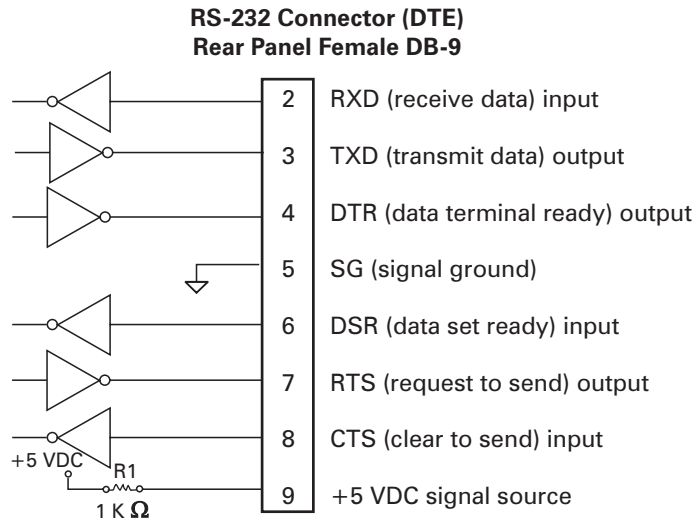 RS-232 Connector (DTE)
Rear Panel Female DB-9
2 RXD (receive data) input
3 TXD (transmit data) output
4 DTR (data terminal ready) output
5 SG (signal ground)
6 DSR (data set ready) input
7 RTS (request to send) output
8 CTS (clear to send) input
+5 VDC
R1
9 +5 VDC signal source
1 K Ω